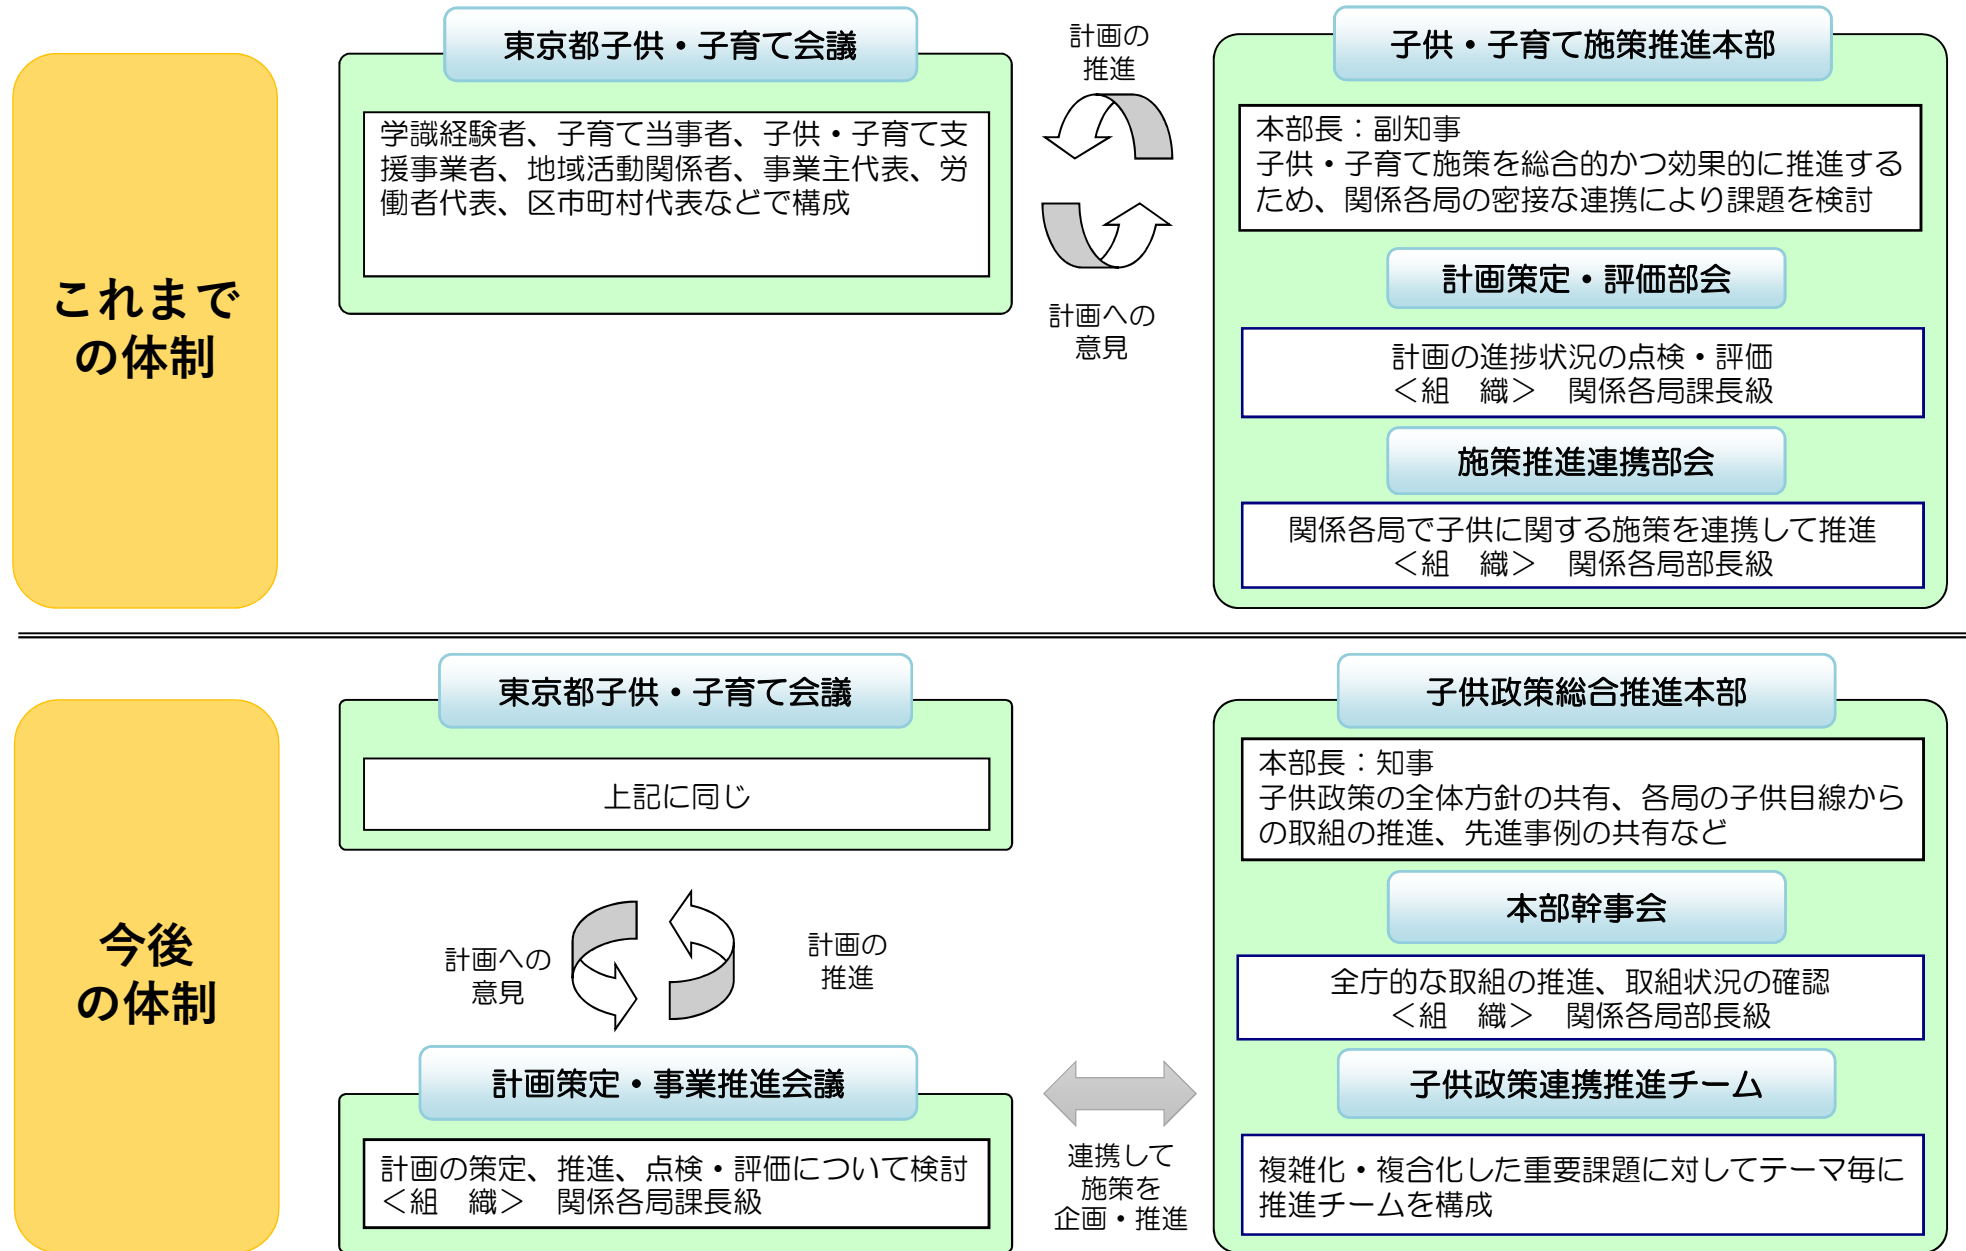 これまで
の体制
東京都子供・子育て会議
学識経験者、子育て当事者、子供・子育て支
援事業者、地域活動関係者、事業主代表、労
働者代表、区市町村代表などで構成
計画の
推進
計画への
意見
子供・子育て施策推進本部
本部長：副知事
子供・子育て施策を総合的かつ効果的に推進する
ため、関係各局の密接な連携により課題を検討
計画策定・評価部会
計画の進捗状況の点検・評価
＜組　織＞　関係各局課長級
施策推進連携部会
関係各局で子供に関する施策を連携して推進
＜組　織＞　関係各局部長級
今後
の体制
東京都子供・子育て会議
上記に同じ
計画への
意見
計画の
推進
計画策定・事業推進会議
計画の策定、推進、点検・評価について検討
＜組　織＞　関係各局課長級
連携して
施策を
企画・推進
子供政策総合推進本部
本部長：知事
子供政策の全体方針の共有、各局の子供目線から
の取組の推進、先進事例の共有など
本部幹事会
全庁的な取組の推進、取組状況の確認
＜組　織＞　関係各局部長級
子供政策連携推進チーム
複雑化・複合化した重要課題に対してテーマ毎に
推進チームを構成